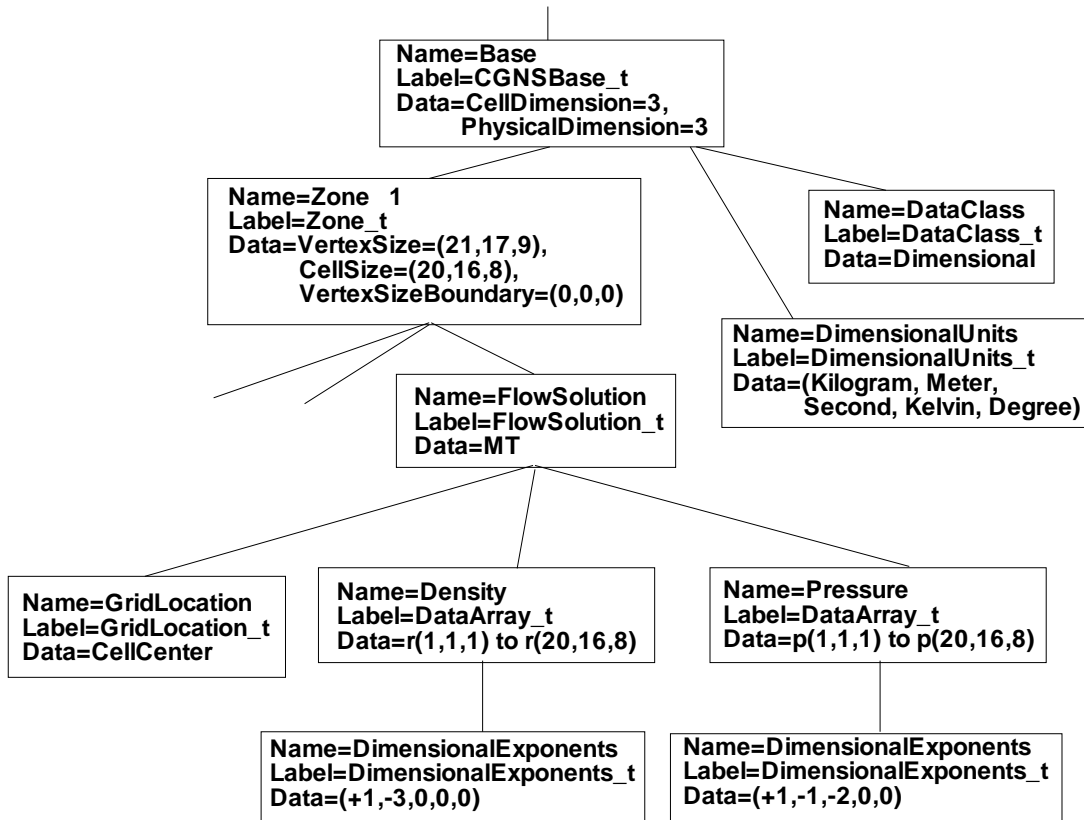 Name=Base
Label=CGNSBase_t
Data=CellDimension=3,
PhysicalDimension=3
Name=Zone 1
Label=Zone_t
Data=VertexSize=(21,17,9),
CellSize=(20,16,8),
VertexSizeBoundary=(0,0,0)
Name=DataClass
Label=DataClass_t
Data=Dimensional
Name=DimensionalUnits
Label=DimensionalUnits_t
Data=(Kilogram, Meter,
Second, Kelvin, Degree)
Name=FlowSolution
Label=FlowSolution_t
Data=MT
Name=GridLocation
Label=GridLocation_t
Data=CellCenter
Name=Density
Label=DataArray_t
Data=r(1,1,1) to r(20,16,8)
Name=Pressure
Label=DataArray_t
Data=p(1,1,1) to p(20,16,8)
Name=DimensionalExponents
Label=DimensionalExponents_t
Data=(+1,-3,0,0,0)
Name=DimensionalExponents
Label=DimensionalExponents_t
Data=(+1,-1,-2,0,0)